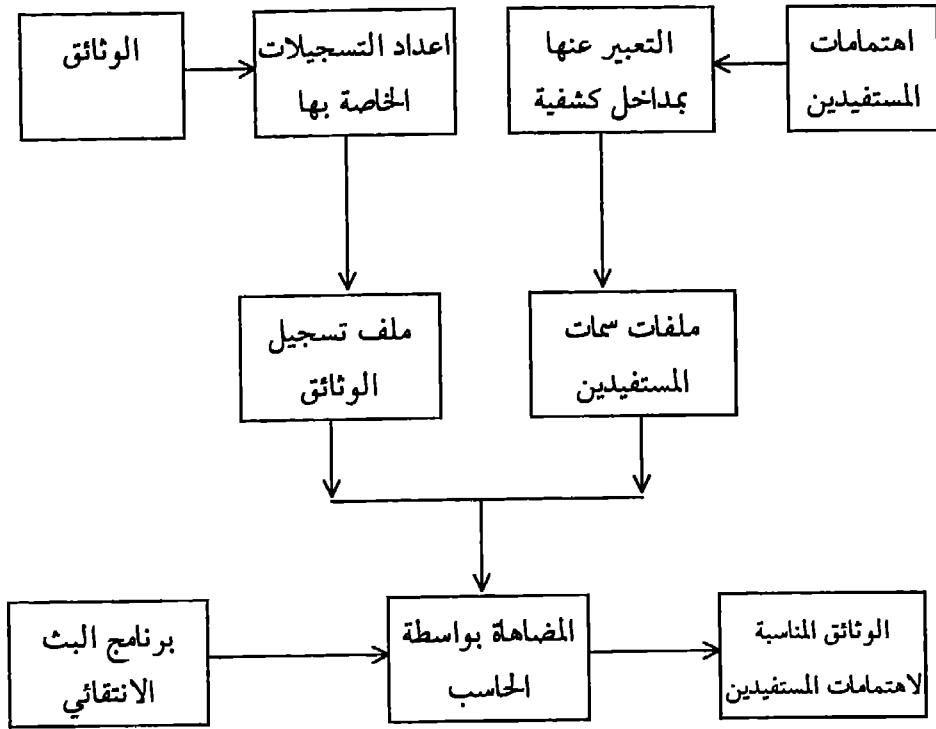 اهتمامات
المستفيدين
التعبير عنها
بمداخل كشفية
اعداد التسجيلات
الخاصة بها
الوثائق
ملفات سمات
المستفيدين
ملف تسجيل
الوثائق
الوثائق المناسبة
لاهتمامات المستفيدين
المضاهاة بواسطة
الحاسب
برنامج البث
الانتقائي